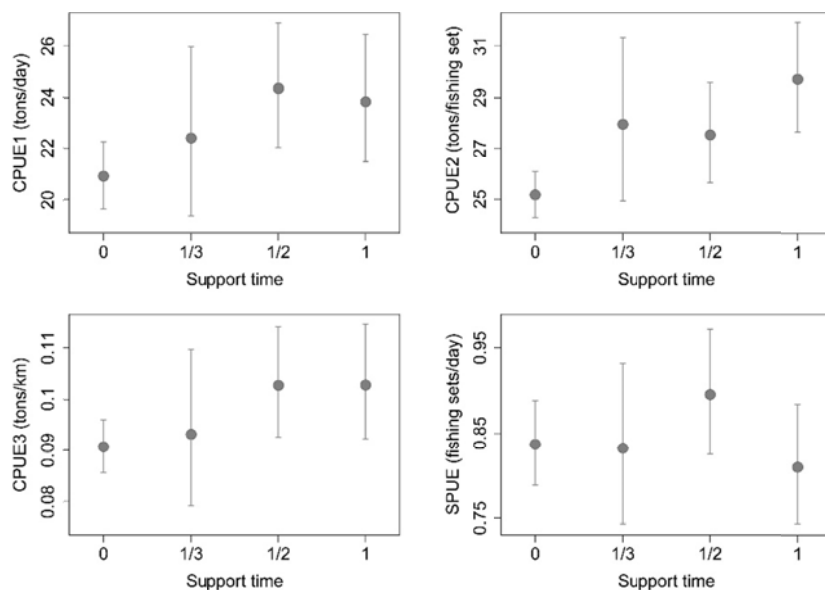 CPUE1 (tons/day)
26
24
22
20
0 1/3 1/2 1
Support time
CPUE2 (tons/fishing set)
31
29
27
25
0 1/3 1/2 1
Support time
CPUE3 (tons/km)
0.11
0.1
0.09
0.08
0 1/3 1/2 1
Support time
SPUE (fishing sets/day)
0.95
0.85
0.75
0 1/3 1/2 1
Support time